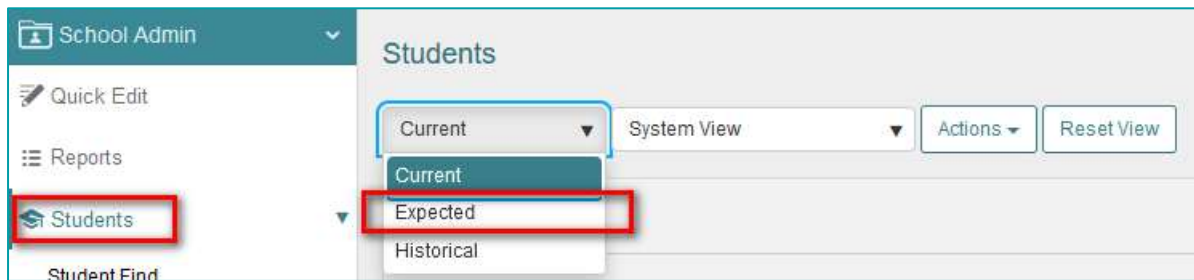 School Admin
Quick Edit
Reports
Students
Student Find
Students
Current System View Actions Reset View
Current
Expected
Historical